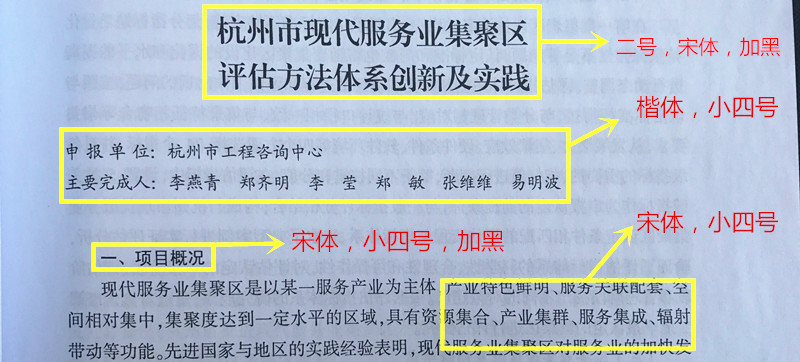 杭州市现代服务业集聚区
二号，宋体，加黑
评估方法体系创新及实践
楷体，小四号
申报单位：杭州市工程咨询中心
主要完成人：李燕青 郑齐明 李莹 郑敏 张维维 易明波
宋体，小四号
宋体，小四号，加黑
一、项目概况
现代服务业集聚区是以某一服务产业为主体，产业特色鲜明、服务关联配套、空
间相对集中，集聚度达到一定水平的区域，具有资源集合、产业集群、服务集成、辐射
带动等功能。先进国家与地区的实践经验表明，现代服务业集聚区对服务业的加快发